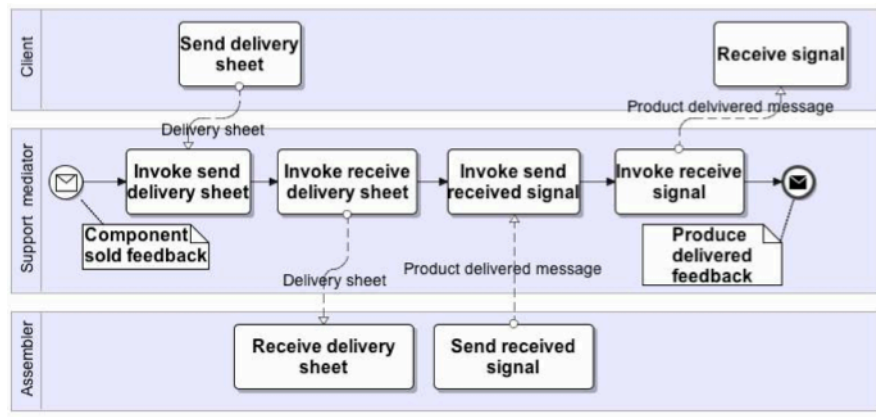 Client
Send delivery
sheet
Receive signal
Delivery sheet
Product delvivered message
Support mediator
Invoke send
delivery sheet
Invoke receive
delivery sheet
Invoke send
received signal
Invoke receive
signal
Component
sold feedback
Produce
delivered
feedback
Delivery sheet
Product delivered message
Assembler
Receive delivery
sheet
Send received
signal